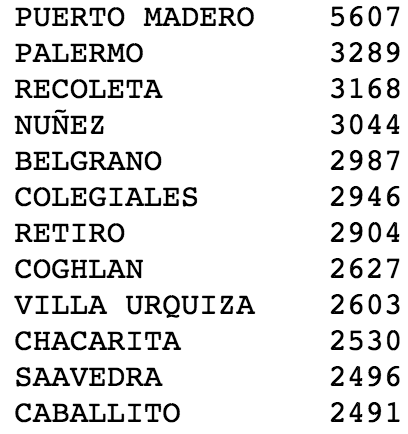 PUERTO MADERO 5607
PALERMO 3289
RECOLETA 3168
NUÑEZ 3044
BELGRANO 2987
COLEGIALES 2946
RETIRO 2904
COGHLAN 2627
VILLA URQUIZA 2603
CHACARITA 2530
SAAVEDRA 2496
CABALLITO 2491